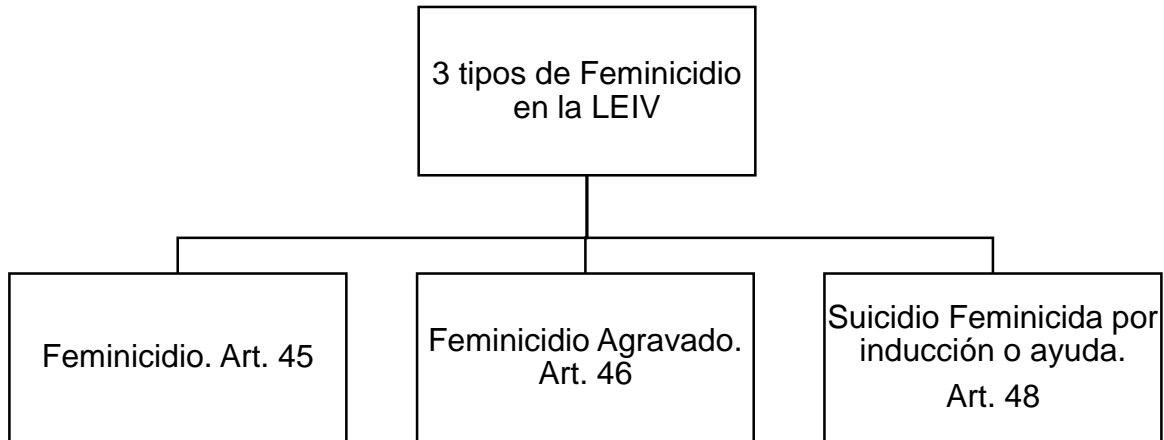 3 tipos de Feminicidio
en la LEIV
Feminicidio. Art. 45
Feminicidio Agravado.
Art. 46
Suicidio Feminicida por
inducción o ayuda.
Art. 48